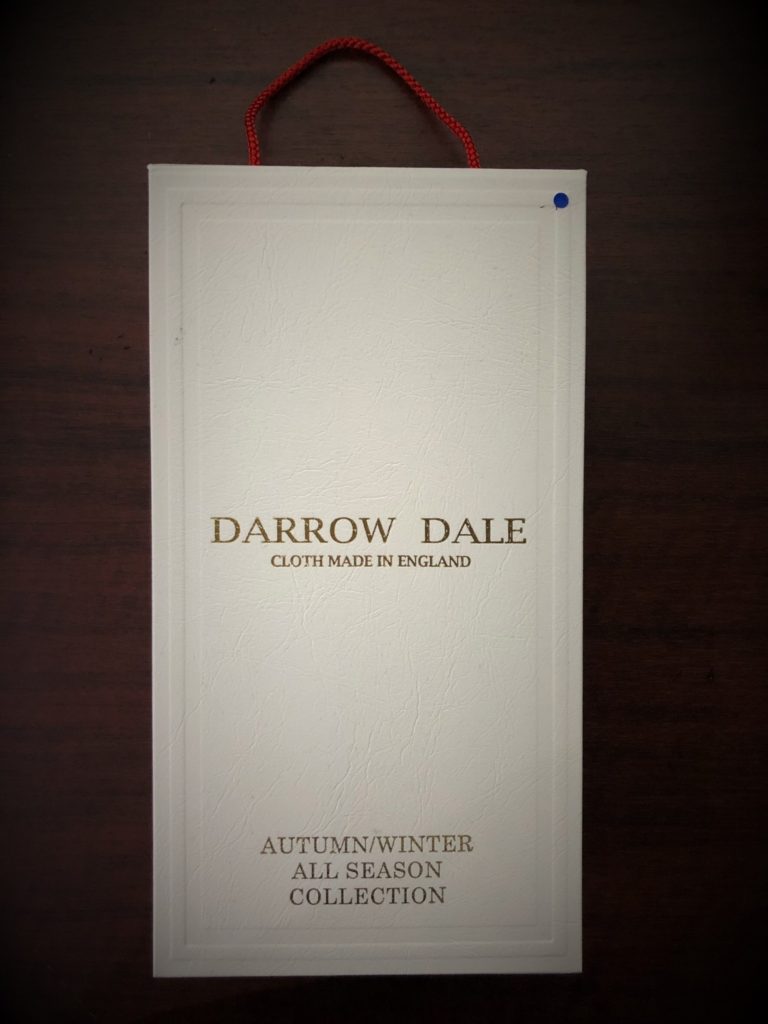 DARROW DALE
CLOTH MADE IN ENGLAND
AUTUMN/WINTER
ALL SEASON
COLLECTION